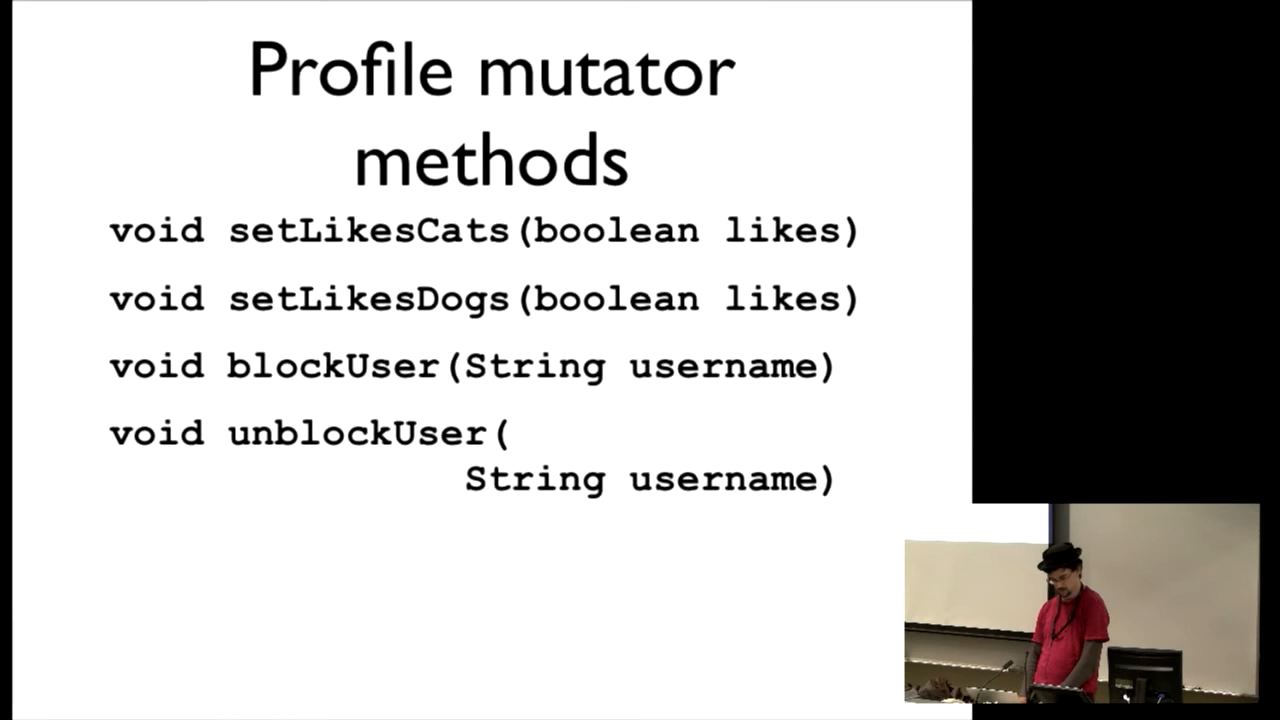 Profile mutator
methods
void setLikesCats(boolean likes)
void setLikesDogs(boolean likes)
void blockUser(String username)
void unblockUser(
String username)